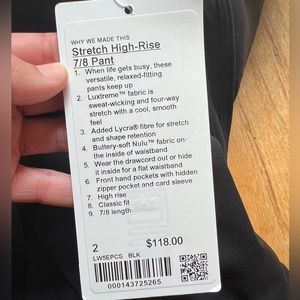 WHY WE MADE THIS
Stretch High-Rise
7/8 Pant
1. When life gets busy, these
versatile, relaxed-fitting
pants keep up
2. Luxtreme™ fabric is
sweat-wicking and four-way
stretch with a cool, smooth
feel
3. Added Lycra® fibre for stretch
and shape retention
4. Buttery-soft Nulu™ fabric on
the inside of waistband
5. Wear the drawcord out or hide
it inside for a flat waistband
6. Front hand pockets with hidden
zipper pocket and card sleeve
7. High rise
8. Classic fit
9. 7/8 length
2 $118.00
LW5EPCS BLK
000143725265